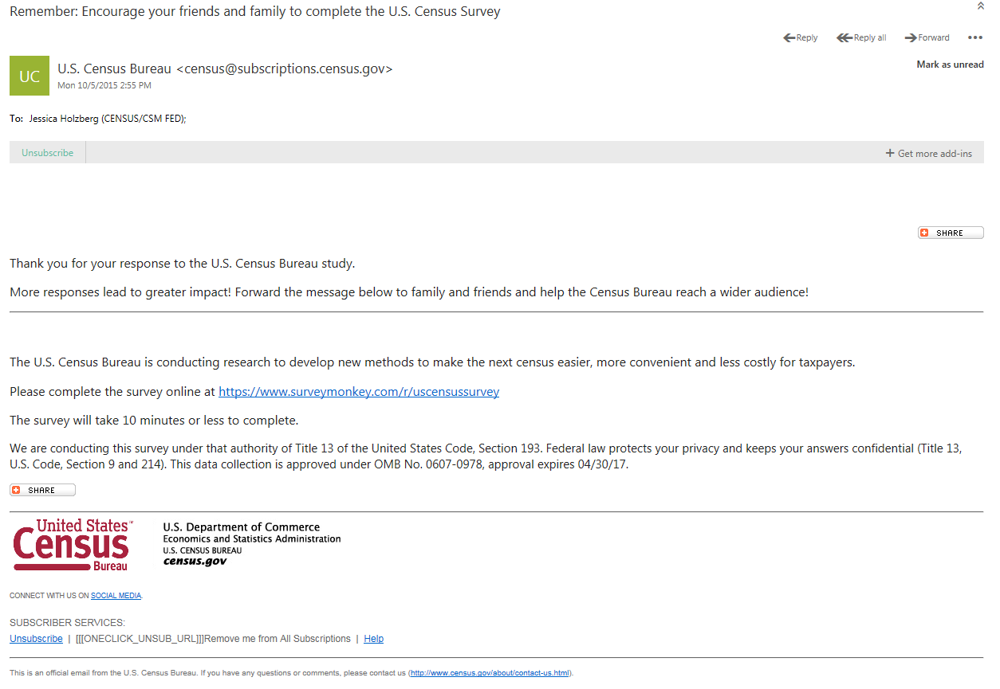 Remember: Encourage your friends and family to complete the U.S. Census Survey
Reply Reply all Forward
UC
U.S. Census Bureau <census@subscriptions.census.gov>
Mark as unread
Mon 10/5/2015 2:55 PM
To: Jessica Holzberg (CENSUS/CSM FED);
Unsubscribe
+ Get more add-ins
SHARE
Thank you for your response to the U.S. Census Bureau study.
More responses lead to greater impact! Forward the message below to family and friends and help the Census Bureau reach a wider audience!
The U.S. Census Bureau is conducting research to develop new methods to make the next census easier, more convenient and less costly for taxpayers.
Please complete the survey online at https://www.surveymonkey.com/r/uscensussurvey
The survey will take 10 minutes or less to complete.
We are conducting this survey under that authority of Title 13 of the United States Code, Section 193. Federal law protects your privacy and keeps your answers confidential (Title 13,
U.S. Code, Section 9 and 214). This data collection is approved under OMB No. 0607-0978, approval expires 04/30/17.
SHARE
United States™
Census
Bureau
U.S. Department of Commerce
Economics and Statistics Administration
U.S. CENSUS BUREAU
census.gov
CONNECT WITH US ON SOCIAL MEDIA.
SUBSCRIBER SERVICES:
Unsubscribe | [[[ONECLICK_UNSUB_URL]]]Remove me from All Subscriptions | Help
This is an official email from the U.S. Census Bureau. If you have any questions or comments, please contact us (http://www.census.gov/about/contact-us.html).